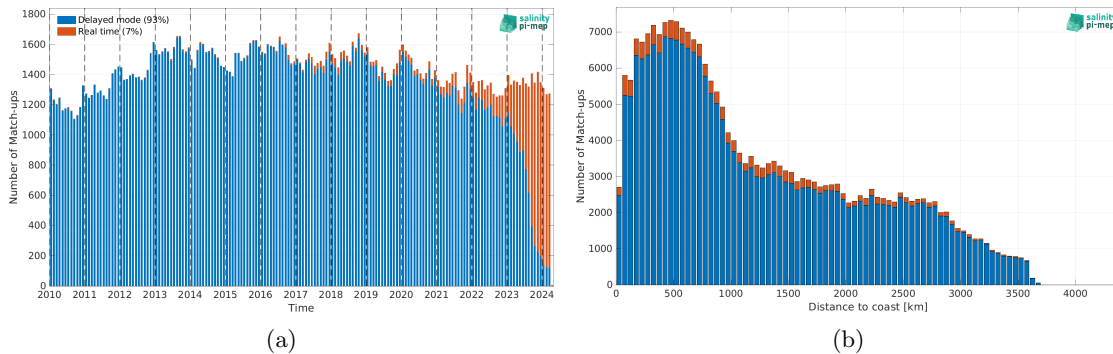 Delayed mode (93%)
Real time (7%)
salinity
pi-mep
Number of Match-ups
1800
1600
1400
1200
1000
800
600
400
200
0
2010 2011 2012 2013 2014 2015 2016 2017 2018 2019 2020 2021 2022 2023 2024
Time
(a)
salinity
pi-mep
Number of Match-ups
7000
6000
5000
4000
3000
2000
1000
0
0 500 1000 1500 2000 2500 3000 3500 4000
Distance to coast [km]
(b)